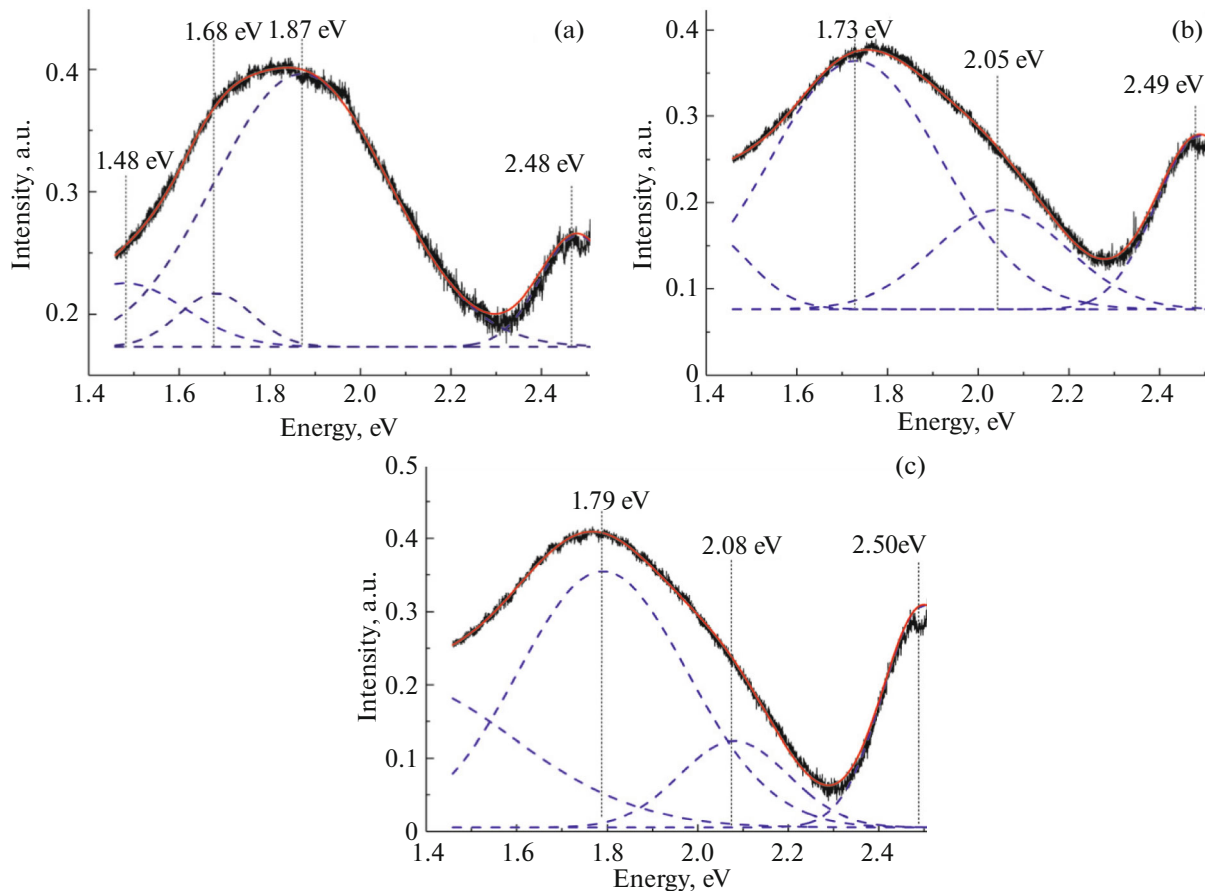 1.68 eV 1.87 eV (a)
0.4
1.48 eV
2.48 eV
0.3
0.2
Intensity, a.u.
1.4 1.6 1.8 2.0 2.2 2.4
Energy, eV
1.73 eV (b)
0.4
2.05 eV
2.49 eV
0.3
0.2
0.1
0
Intensity, a.u.
1.4 1.6 1.8 2.0 2.2 2.4
Energy, eV
0.5 (c)
1.79 eV
0.4
2.08 eV 2.50eV
0.3
0.2
0.1
0
Intensity, a.u.
1.4 1.6 1.8 2.0 2.2 2.4
Energy, eV